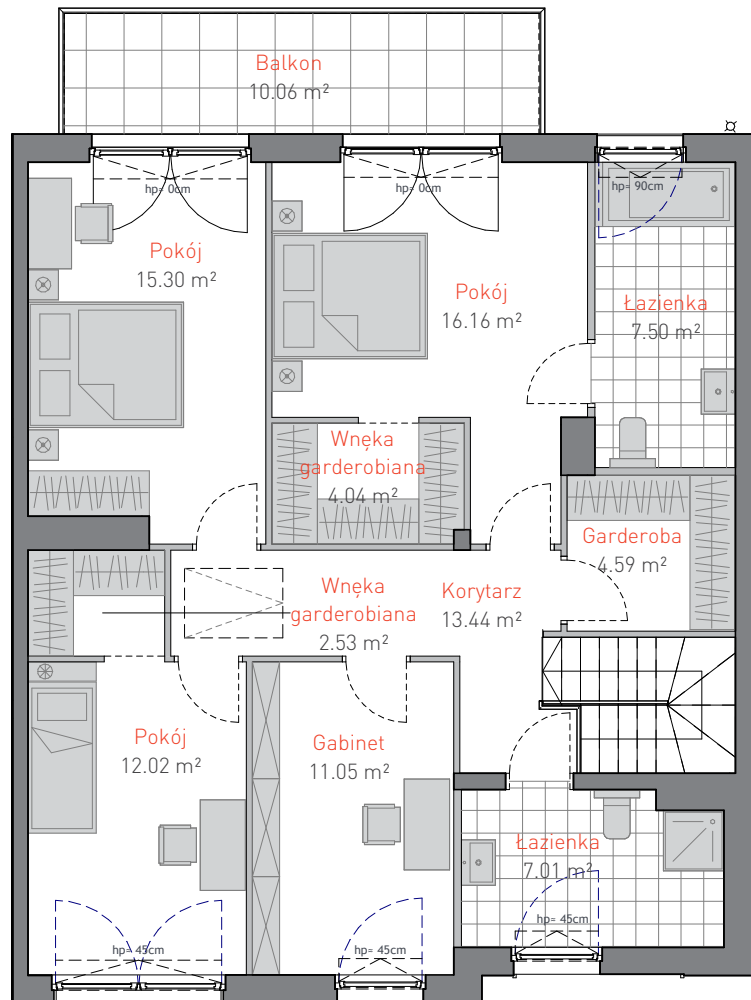 Balkon
10.06 m²
hp= 0cm
hp= 0cm
hp= 90cm
Pokój
15.30 m²
Pokój
16.16 m²
Łazienka
7.50 m²
Wnęka
garderobiana
4.04 m²
Garderoba
4.59 m²
Wnęka
garderobiana
2.53 m²
Korytarz
13.44 m²
Pokój
12.02 m²
Gabinet
11.05 m²
Łazienka
7.01 m²
hp= 45cm
hp= 45cm
hp= 45cm